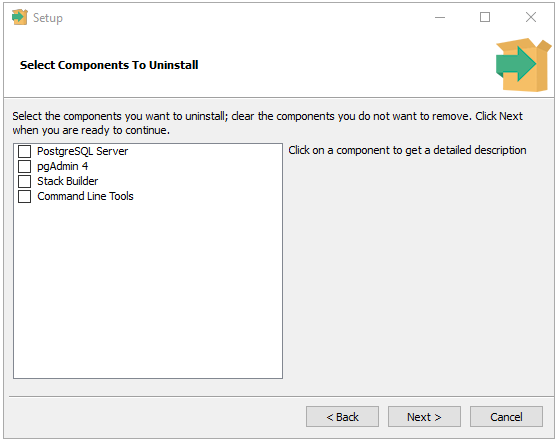 Setup
Select Components To Uninstall
Select the components you want to uninstall; clear the components you do not want to remove. Click Next
when you are ready to continue.
PostgreSQL Server
Click on a component to get a detailed description
pgAdmin 4
Stack Builder
Command Line Tools
< Back
Next >
Cancel